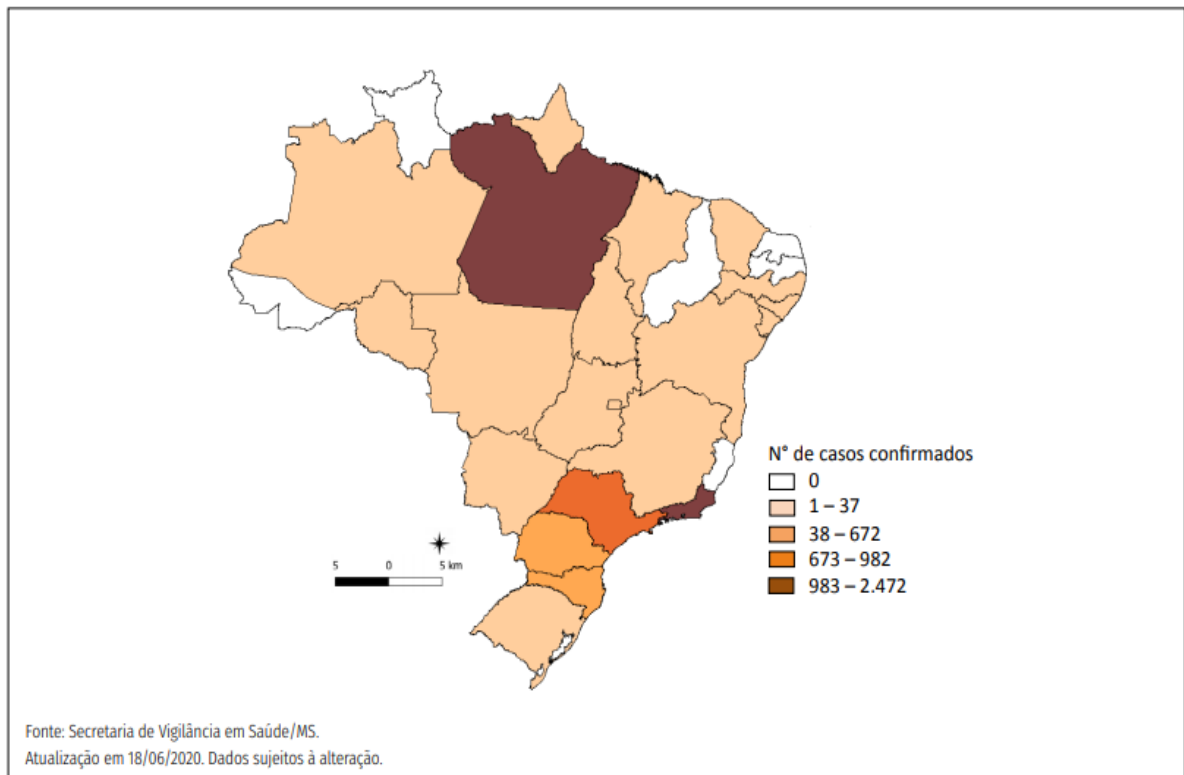 N° de casos confirmados
0
1 – 37
38 – 672
673 – 982
983 – 2.472
5 0 5 km
Fonte: Secretaria de Vigilância em Saúde/MS.
Atualização em 18/06/2020. Dados sujeitos à alteração.